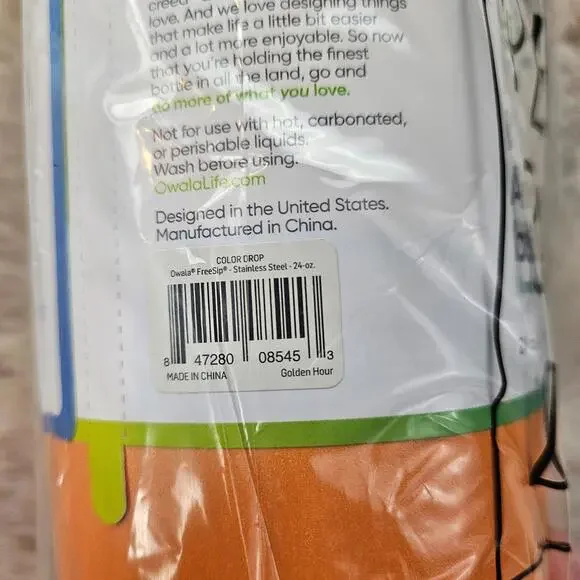 creed
love. And we love designing things
that make life a little bit easier
and a lot more enjoyable. So now
that you're holding the finest
bottle in all the land, go and
do more of what you love.
Not for use with hot, carbonated,
or perishable liquids.
Wash before using.
OwalaLife.com
Designed in the United States.
Manufactured in China.
COLOR DROP
Owala® FreeSip® - Stainless Steel - 24-oz.
8 47280 08545 3
MADE IN CHINA Golden Hour